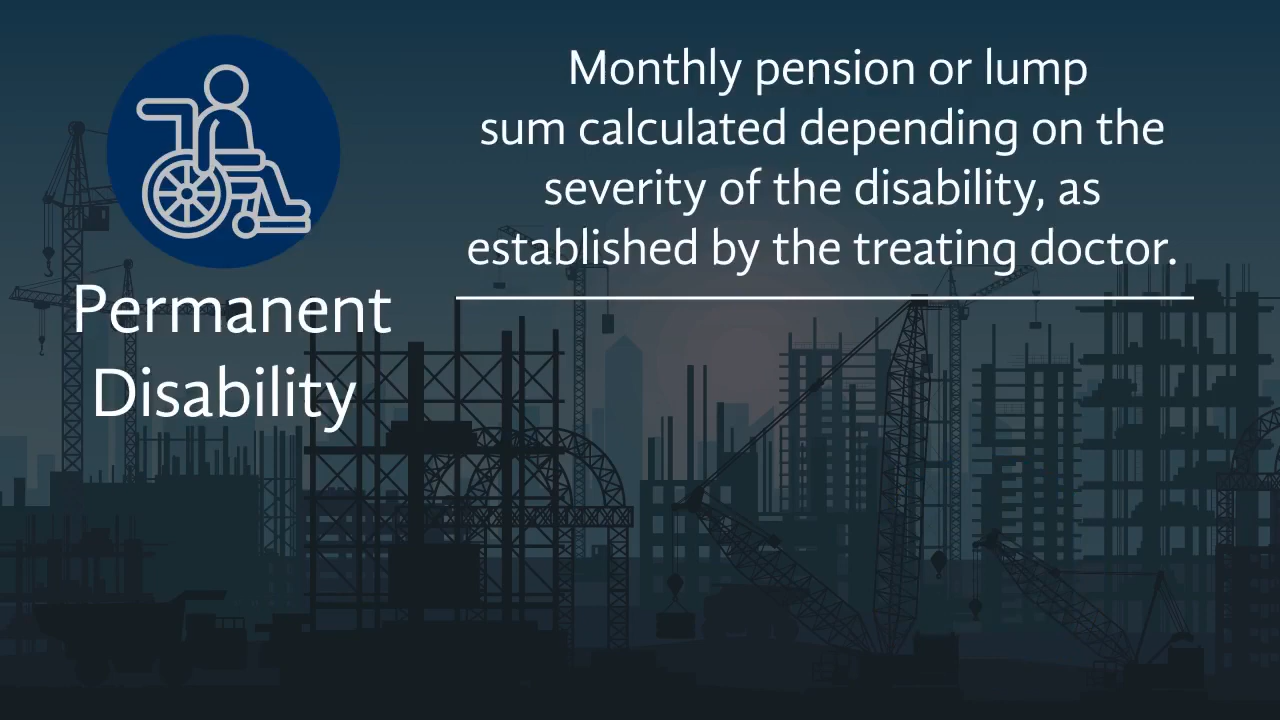 Permanent
Disability
Monthly pension or lump
sum calculated depending on the
severity of the disability, as
established by the treating doctor.